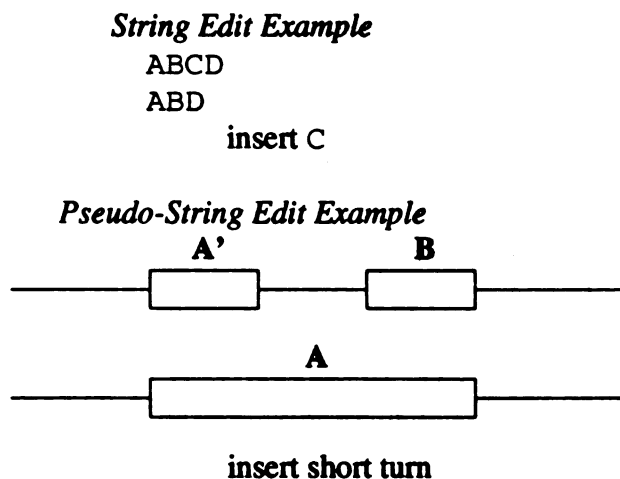 String Edit Example
ABCD
ABD
insert C
Pseudo-String Edit Example
A' B
A
insert short turn